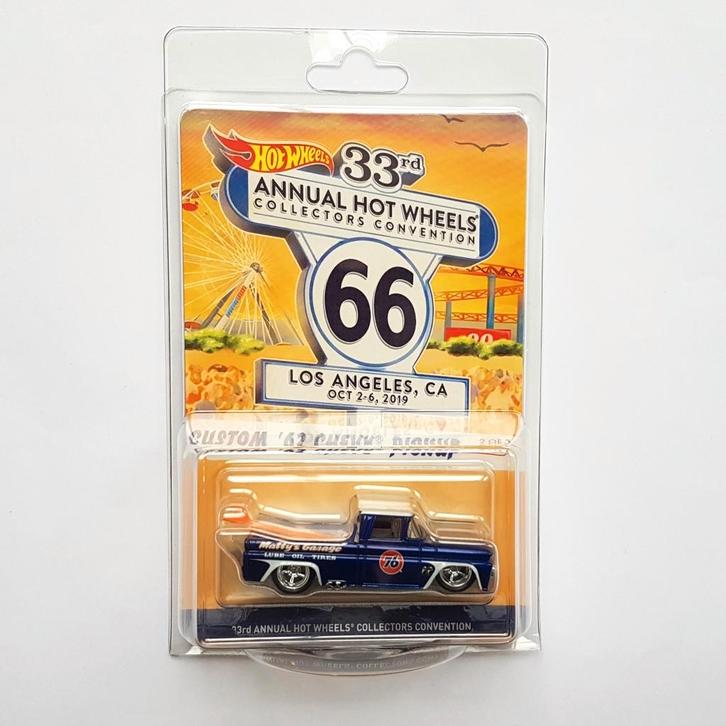 HOT WHEELS
33rd
ANNUAL HOT WHEELS®
COLLECTORS CONVENTION
66
LOS ANGELES, CA
OCT 2-6, 2019
CUSTOM '62 CHEVY® PICKUP
Matty's Garage
LUBE OIL TIRES
76
33rd ANNUAL HOT WHEELS® COLLECTORS CONVENTION,